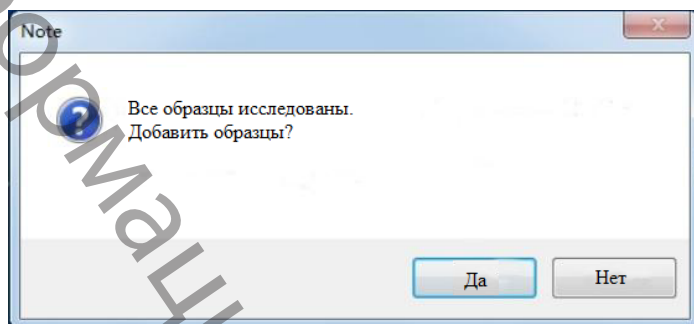 Note
Все образцы исследованы.
Добавить образцы?
Да
Нет